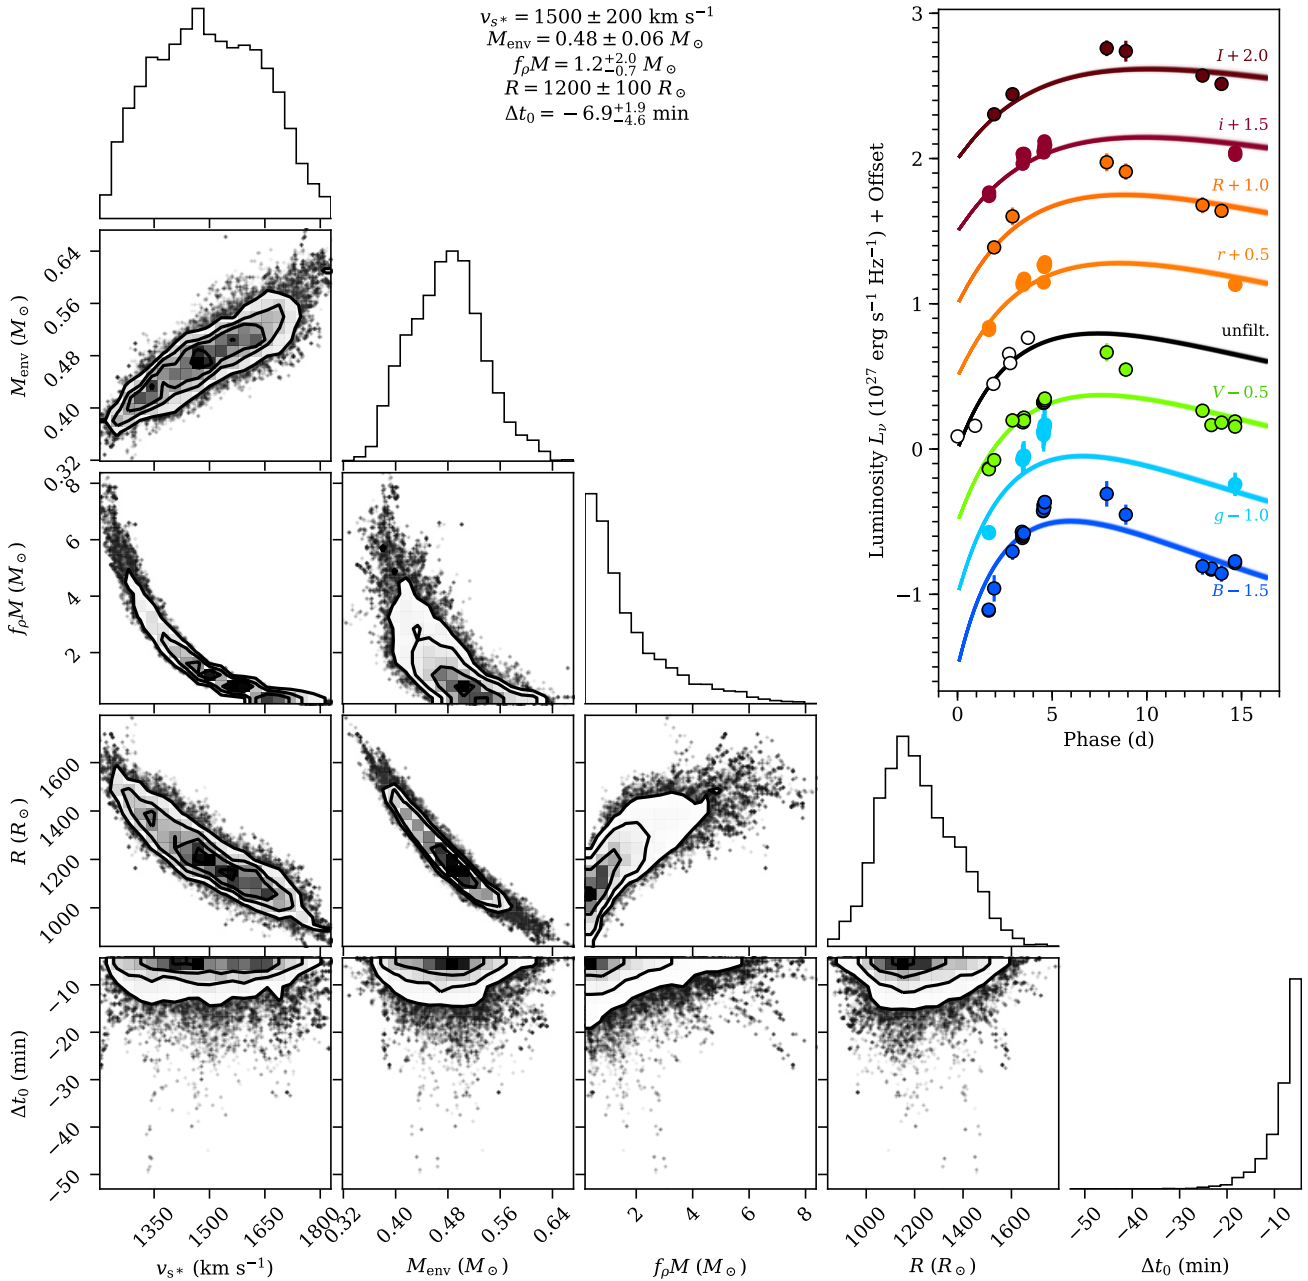 v_{s*} = 1500 ± 200 km s⁻¹
M_env = 0.48 ± 0.06 M_⊙
f_ρM = 1.2^{+2.0}_{−0.7} M_⊙
R = 1200 ± 100 R_⊙
Δt₀ = −6.9^{+1.9}_{−4.6} min
3
2
1
0
−1
Luminosity L_ν (10²⁷ erg s⁻¹ Hz⁻¹) + Offset
I + 2.0
i + 1.5
R + 1.0
r + 0.5
unfilt.
V − 0.5
g − 1.0
B − 1.5
0 5 10 15
Phase (d)
0.64
0.56
0.48
0.40
0.32
M_env (M_⊙)
8
6
4
2
f_ρM (M_⊙)
1600
1400
1200
1000
R (R_⊙)
−10
−20
−30
−40
−50
Δt₀ (min)
1350 1500 1650 1800
v_{s*} (km s⁻¹)
0.32 0.40 0.48 0.56 0.64
M_env (M_⊙)
2 4 6 8
f_ρM (M_⊙)
1000 1200 1400 1600
R (R_⊙)
−50 −40 −30 −20 −10
Δt₀ (min)